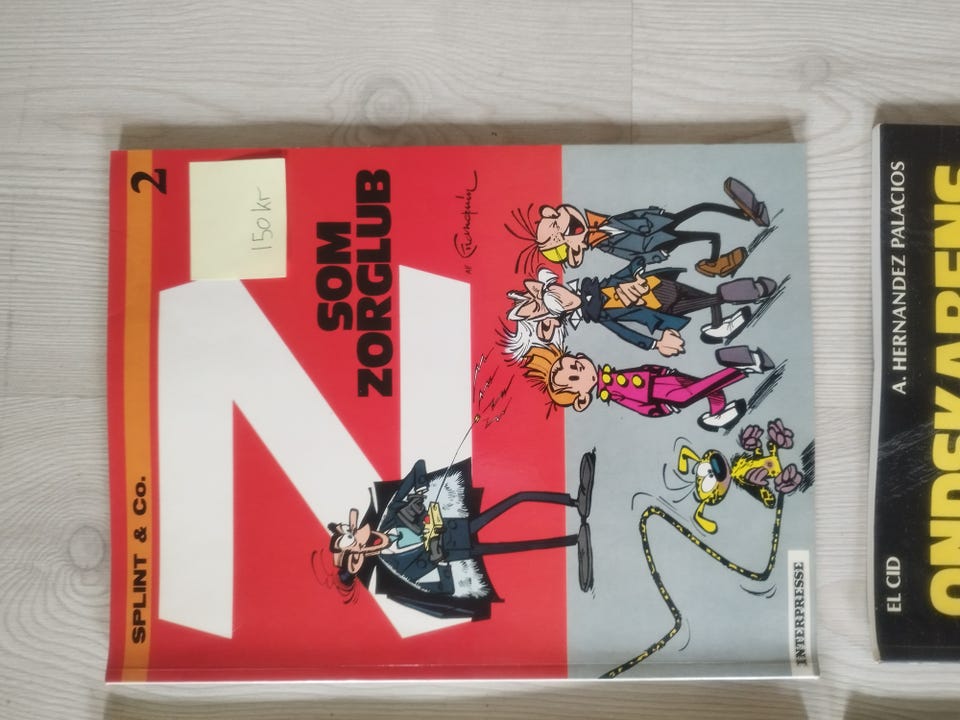 SPLINT & Co.
2
150 kr
Z
SOM
ZORGLUB
AF Franquin
INTERPRESSE
EL CID
A. HERNANDEZ PALACIOS
ONDSKABENS